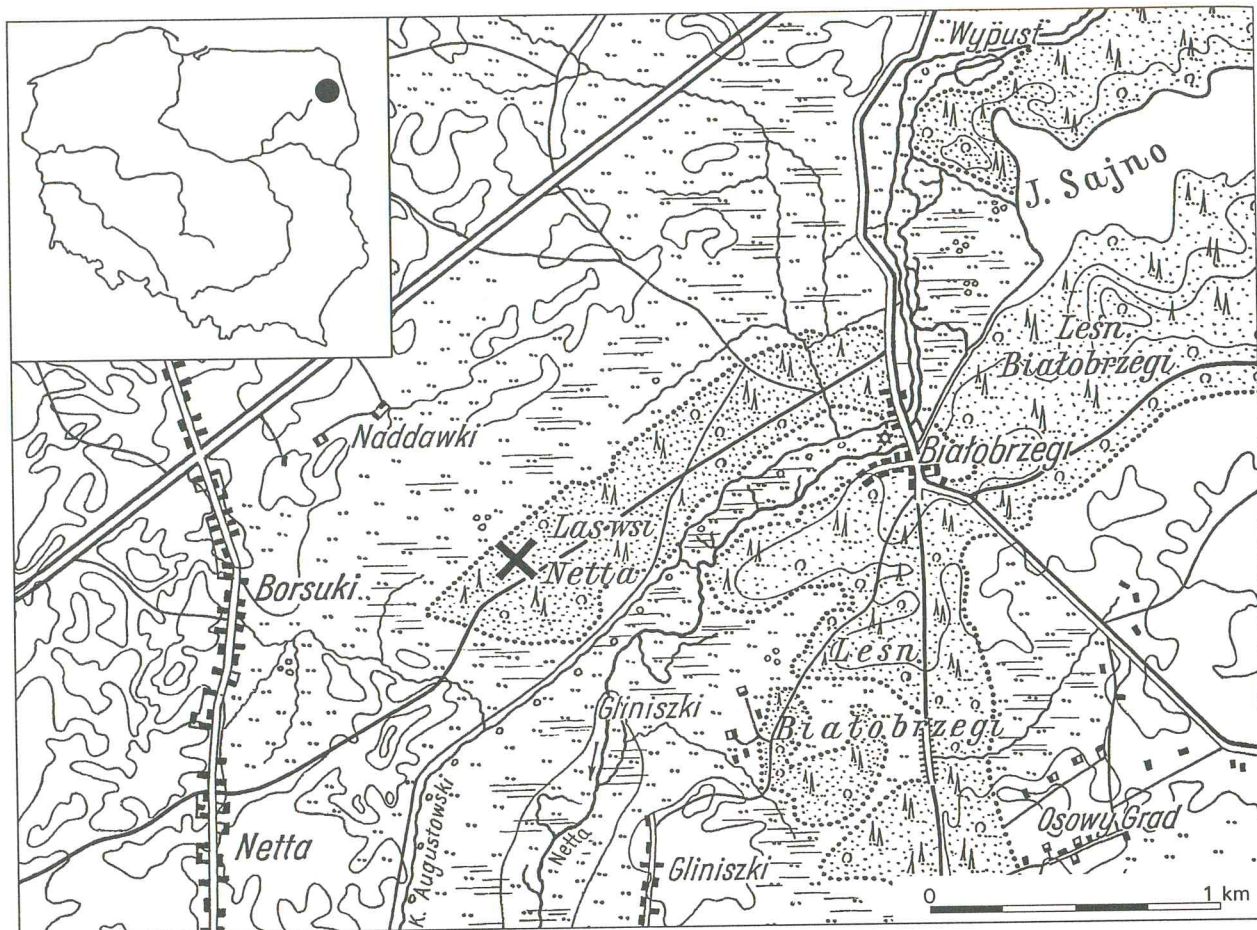 Wypust
J. Sajno
Leśn.
Białobrzegi
Naddawki
Białobrzegi
Las wsi
Netta
Borsuki
Leśn.
Gliniszki
Białobrzegi
K. Augustowski
Netta
Osowy Grąd
Netta
Gliniszki
0 1 km